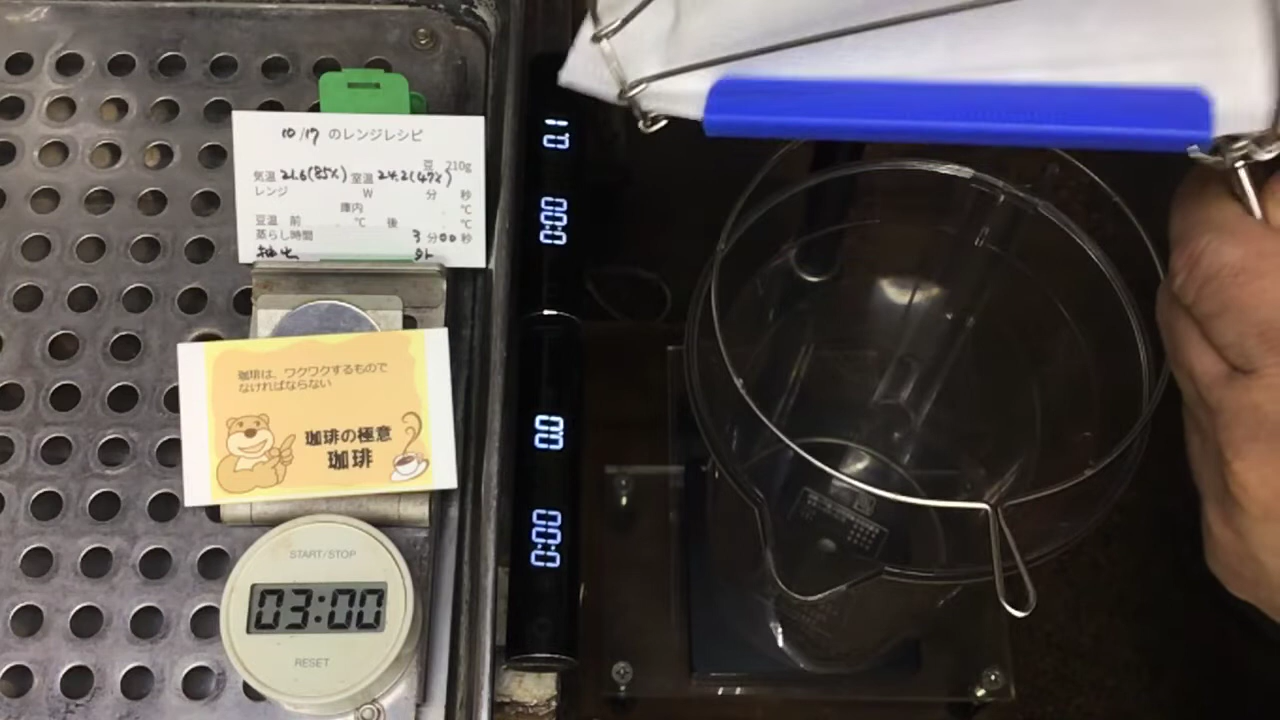 10/17 のレンジレシピ
豆 210g
気温 21.6(85%) 室温 24.2(47%)
レンジ W 分 秒
庫内 ℃
豆温 前 ℃ 後 ℃
蒸らし時間 3分00秒
抽出 外
珈琲は、ワクワクするもので
なければならない
珈琲の極意
珈琲
START/STOP
03:00
RESET
0:00
0:00